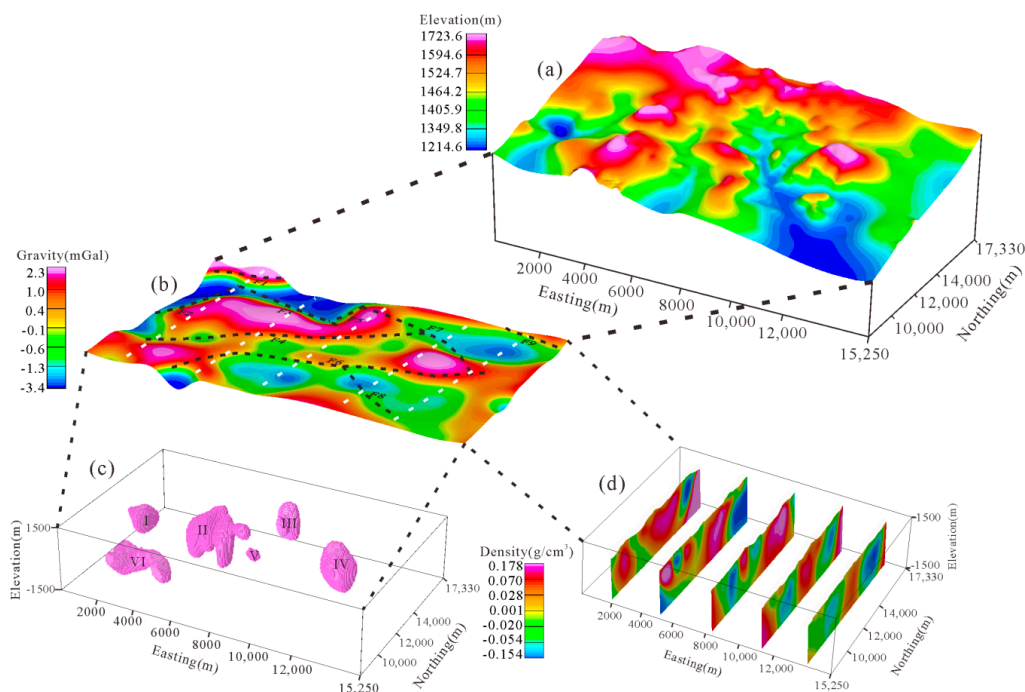 Elevation(m)
1723.6
1594.6
1524.7
1464.2
1405.9
1349.8
1214.6
(a)
2000
4000
6000
8000
10,000
12,000
15,250
Easting(m)
10,000
12,000
14,000
17,330
Northing(m)
Gravity(mGal)
2.3
1.0
0.4
-0.1
-0.6
-1.3
-3.4
(b)
F4
F7
F8
F9
(c)
I
II
III
IV
V
VI
1500
-1500
Elevation(m)
2000
4000
6000
8000
10,000
12,000
15,250
Easting(m)
10,000
12,000
14,000
17,330
Northing(m)
(d)
Density(g/cm³)
0.178
0.070
0.028
0.001
-0.020
-0.054
-0.154
1500
-1500
Elevation(m)
2000
4000
6000
8000
10,000
12,000
15,250
Easting(m)
10,000
12,000
14,000
17,330
Northing(m)